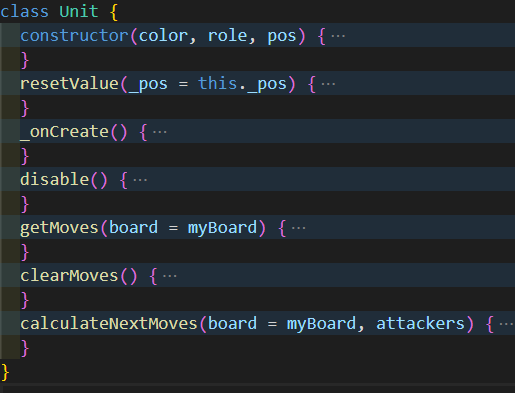 class Unit {
constructor(color, role, pos) { ···
}
resetValue(_pos = this._pos) { ···
}
_onCreate() { ···
}
disable() { ···
}
getMoves(board = myBoard) { ···
}
clearMoves() { ···
}
calculateNextMoves(board = myBoard, attackers) { ···
}
}